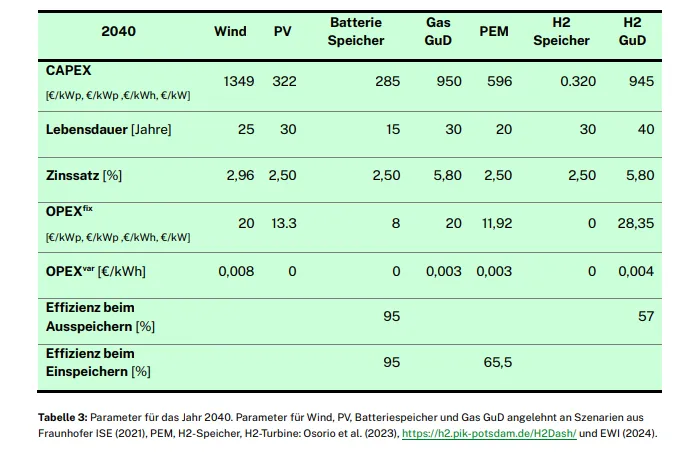 2040 Wind PV Batterie Speicher Gas GuD PEM H2 Speicher H2 GuD
CAPEX
[€/kWp, €/kWp ,€/kWh, €/kW] 1349 322 285 950 596 0.320 945
Lebensdauer [Jahre] 25 30 15 30 20 30 40
Zinssatz [%] 2,96 2,50 2,50 5,80 2,50 2,50 5,80
OPEXfix
[€/kWp, €/kWp ,€/kWh, €/kW] 20 13.3 8 20 11,92 0 28,35
OPEXvar [€/kWh] 0,008 0 0 0,003 0,003 0 0,004
Effizienz beim
Ausspeichern [%] 95 57
Effizienz beim
Einspeichern [%] 95 65,5
Tabelle 3: Parameter für das Jahr 2040. Parameter für Wind, PV, Batteriespeicher und Gas GuD angelehnt an Szenarien aus
Fraunhofer ISE (2021), PEM, H2-Speicher, H2-Turbine: Osorio et al. (2023), https://h2.pik-potsdam.de/H2Dash/ und EWI (2024).